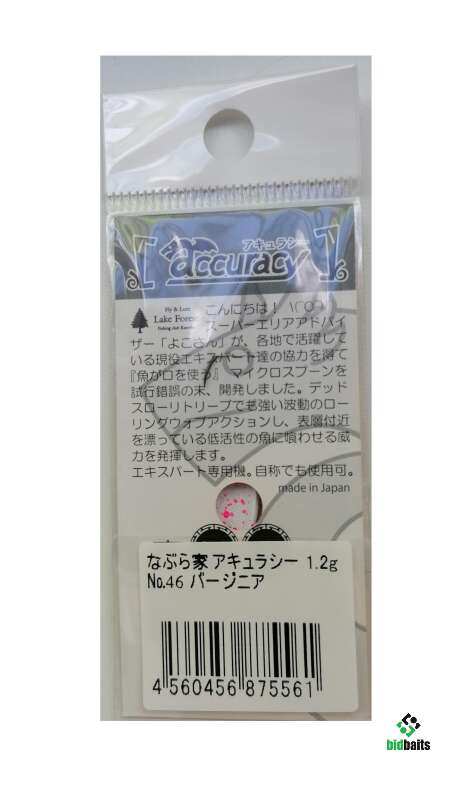 アキュラシー
accuracy
Fly & Lure
Lake Forest
こんにちは！ \(^o^)
スーパーエリアアドバイ
ザー「よこさん」が、各地で活躍して
いる現役エキスパート達の協力を得て
『魚が口を使う』 マイクロスプーンを
試行錯誤の末、開発しました。デッド
スローリトリーブでも強い波動のロー
リングウォブアクションし、表層付近
を漂っている低活性の魚に喰わせる威
力を発揮します。
エキスパート専用機。自称でも使用可。
made in Japan
なぶら家 アキュラシー 1.2g
No.46 バージニア
4 560456 875561
bidbaits